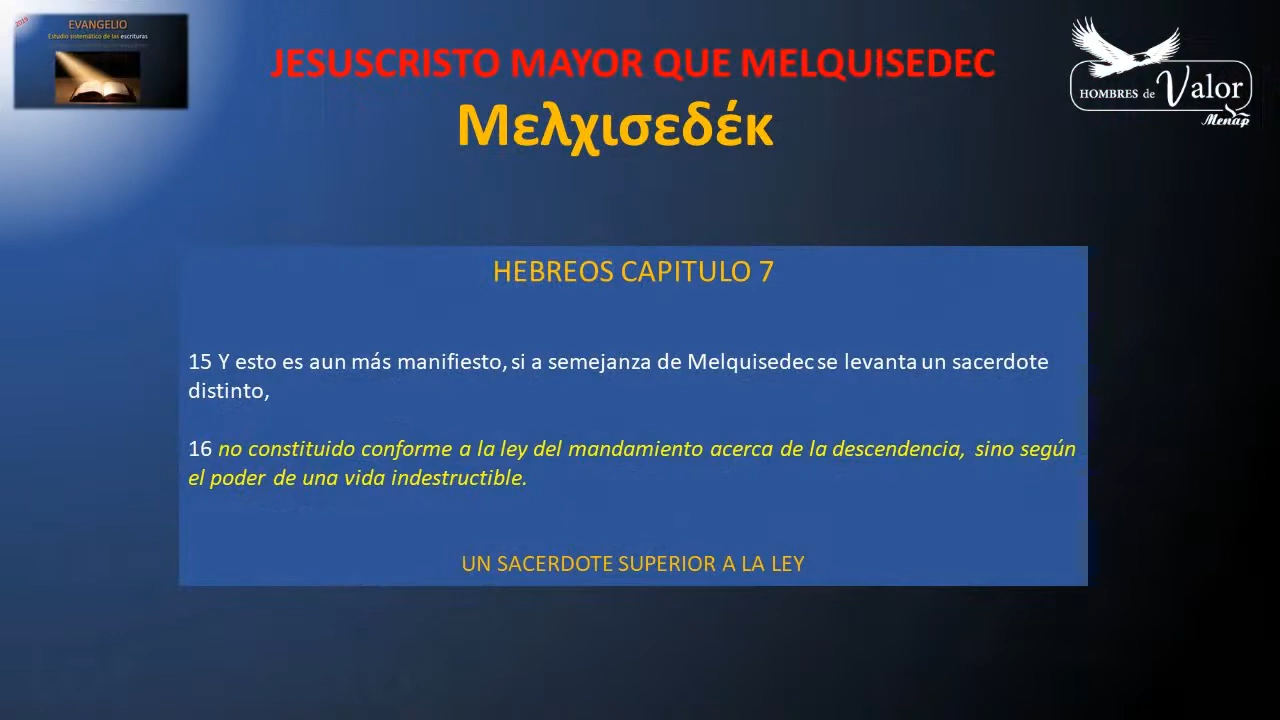 2019
EVANGELIO
Estudio sistemático de las escrituras
JESUSCRISTO MAYOR QUE MELQUISEDEC
Μελχισεδέκ
HOMBRES de Valor
Menap
HEBREOS CAPITULO 7
15 Y esto es aun más manifiesto, si a semejanza de Melquisedec se levanta un sacerdote
distinto,
16 no constituido conforme a la ley del mandamiento acerca de la descendencia, sino según
el poder de una vida indestructible.
UN SACERDOTE SUPERIOR A LA LEY